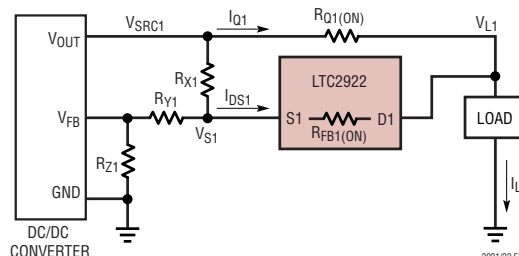 VSRC1
IQ1
RQ1(ON)
VL1
VOUT
RX1
LTC2922
IDS1
VFB
RY1
VS1
S1
D1
RFB1(ON)
LOAD
RZ1
IL
GND
DC/DC
CONVERTER